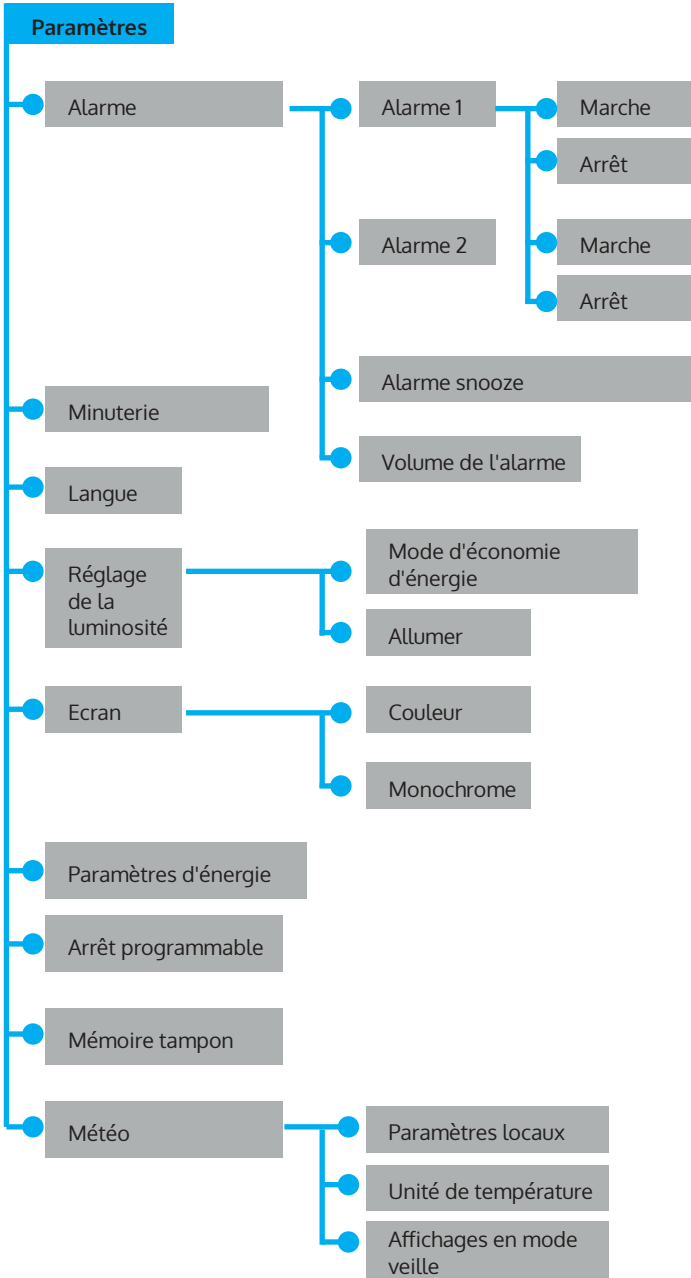 Paramètres
Alarme
Alarme 1
Marche
Arrêt
Alarme 2
Marche
Arrêt
Alarme snooze
Volume de l'alarme
Minuterie
Langue
Réglage
de la
luminosité
Mode d'économie
d'énergie
Allumer
Ecran
Couleur
Monochrome
Paramètres d'énergie
Arrêt programmable
Mémoire tampon
Météo
Paramètres locaux
Unité de température
Affichages en mode
veille